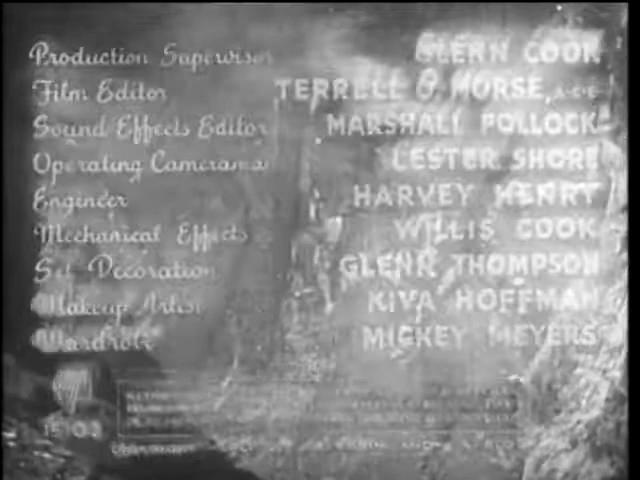 Production Supervisor GLENN COOK
Film Editor TERRELL O. MORSE, A·C·E
Sound Effects Editor MARSHALL POLLOCK
Operating Cameraman LESTER SHORR
Engineer HARVEY HENRY
Mechanical Effects WILLIS COOK
Set Decoration GLENN THOMPSON
Makeup Artist KIVA HOFFMAN
Wardrobe MICKEY MEYERS